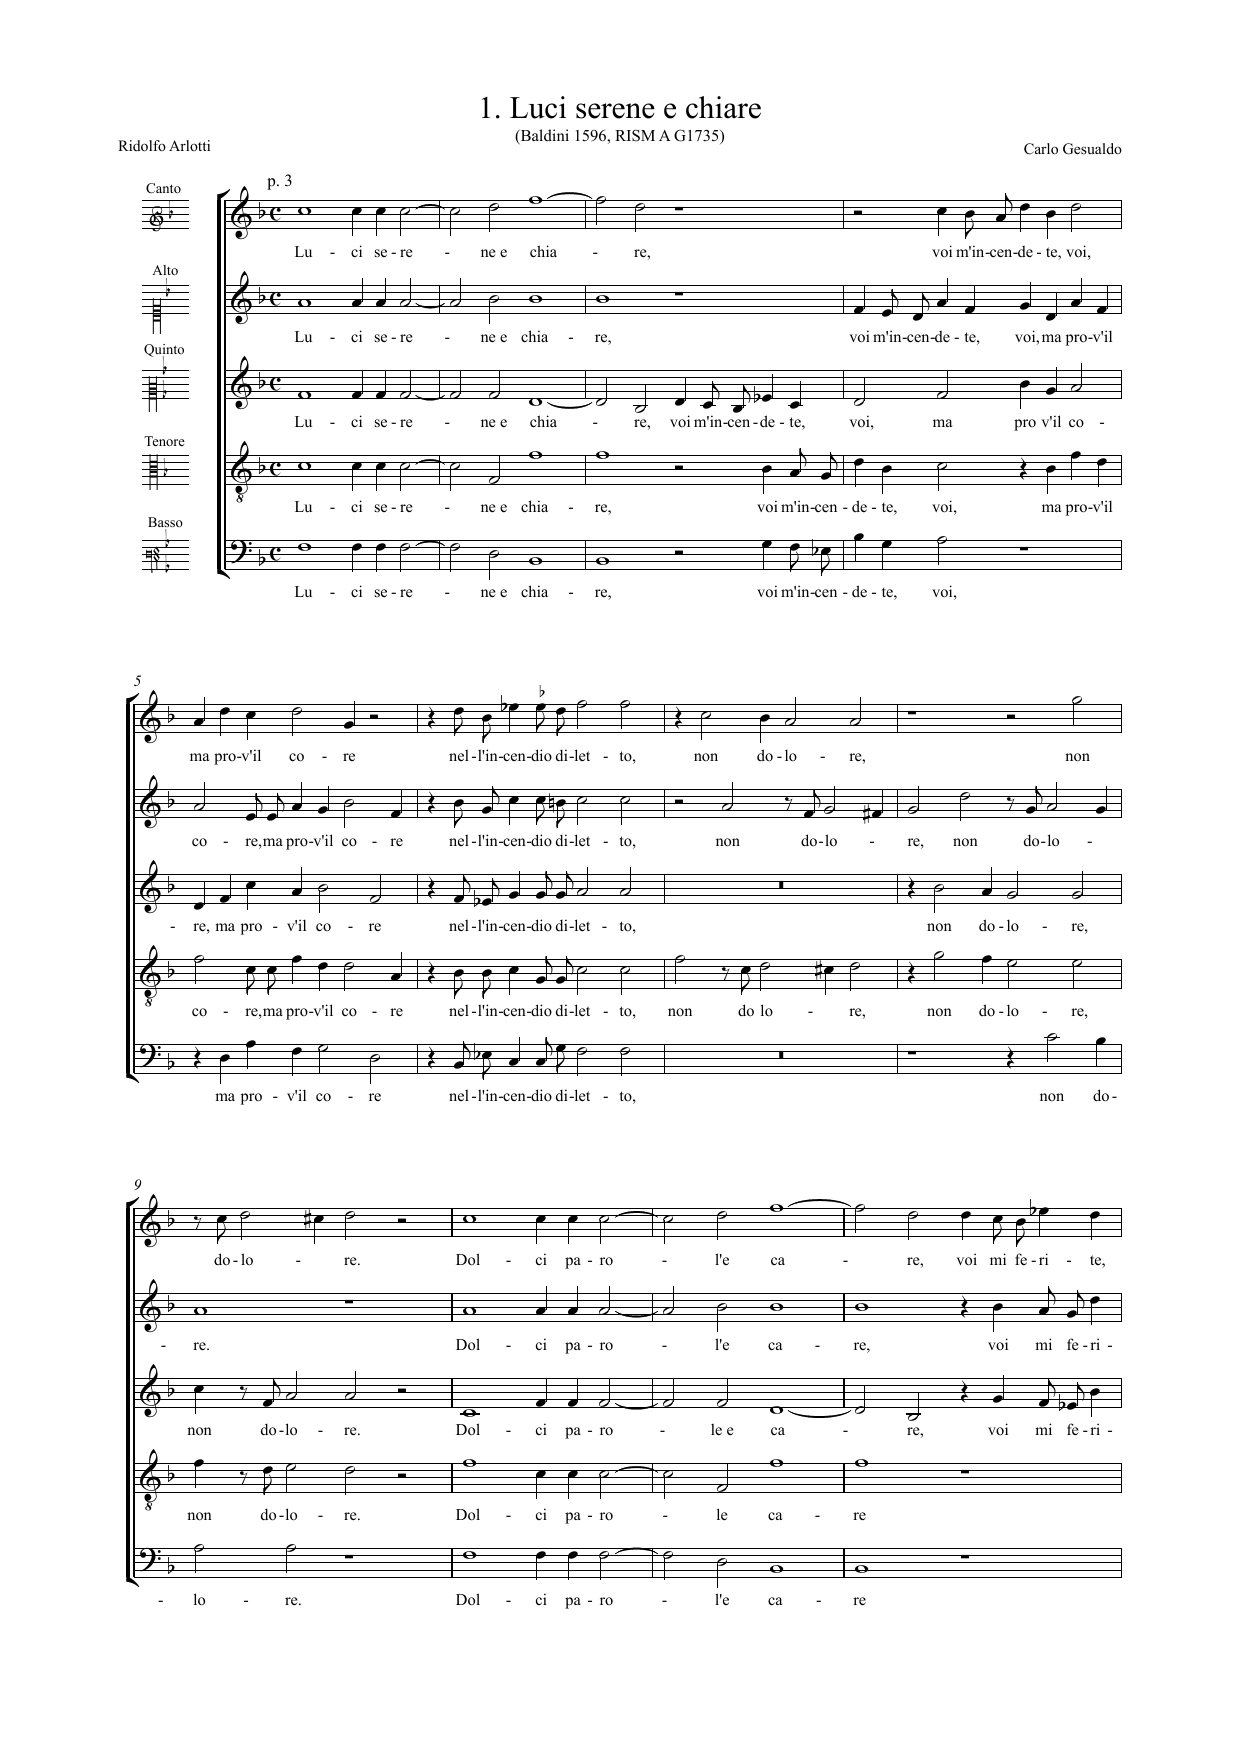 1. Luci serene e chiare
(Baldini 1596, RISM A G1735)
Ridolfo Arlotti
Carlo Gesualdo
p. 3
Canto
Lu - ci se - re - ne e chia - re, voi m'in-cen-de - te, voi,
Alto
Lu - ci se - re - ne e chia - re, voi m'in-cen-de - te, voi, ma pro-v'il
Quinto
Lu - ci se - re - ne e chia - re, voi m'in-cen-de - te, voi, ma pro v'il co -
Tenore
Lu - ci se - re - ne e chia - re, voi m'in-cen - de - te, voi, ma pro-v'il
Basso
Lu - ci se - re - ne e chia - re, voi m'in-cen - de - te, voi,
5
ma pro-v'il co - re nel-l'in-cen-dio di-let - to, non do - lo - re, non
co - re,ma pro-v'il co - re nel-l'in-cen-dio di-let - to, non do-lo - re, non do-lo -
- re, ma pro - v'il co - re nel-l'in-cen-dio di-let - to, non do - lo - re,
co - re,ma pro-v'il co - re nel-l'in-cen-dio di-let - to, non do lo - re, non do - lo - re,
ma pro - v'il co - re nel-l'in-cen-dio di-let - to, non do -
9
do - lo - re. Dol - ci pa - ro - l'e ca - re, voi mi fe - ri - te,
- re. Dol - ci pa - ro - l'e ca - re, voi mi fe - ri -
non do-lo - re. Dol - ci pa - ro - le e ca - re, voi mi fe - ri -
non do-lo - re. Dol - ci pa - ro - le ca - re
- lo - re. Dol - ci pa - ro - l'e ca - re